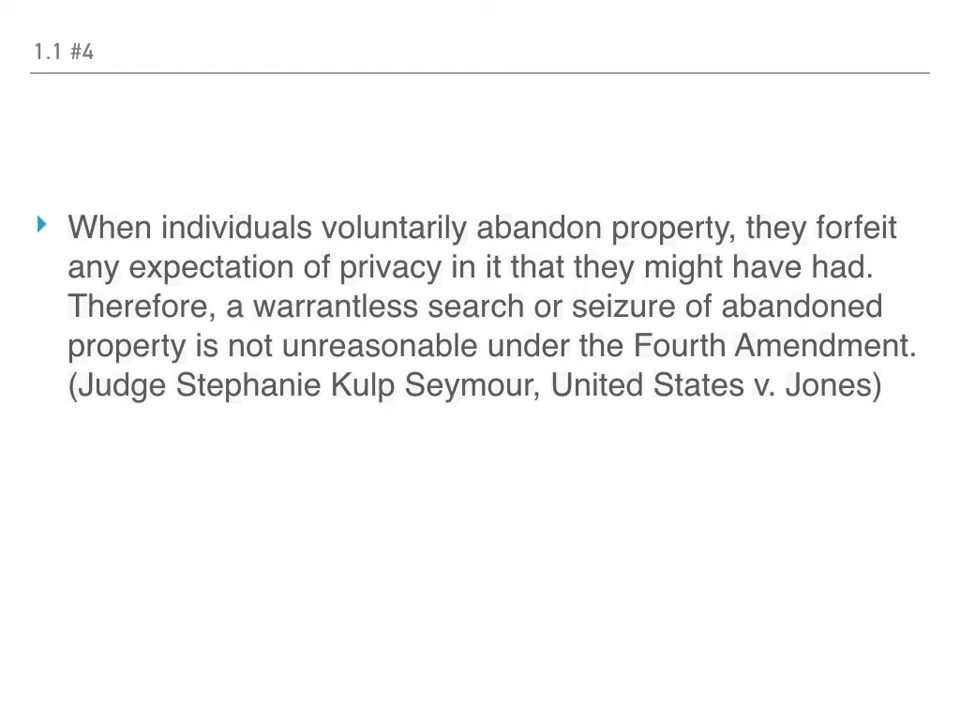 1.1 #4
When individuals voluntarily abandon property, they forfeit
any expectation of privacy in it that they might have had.
Therefore, a warrantless search or seizure of abandoned
property is not unreasonable under the Fourth Amendment.
(Judge Stephanie Kulp Seymour, United States v. Jones)